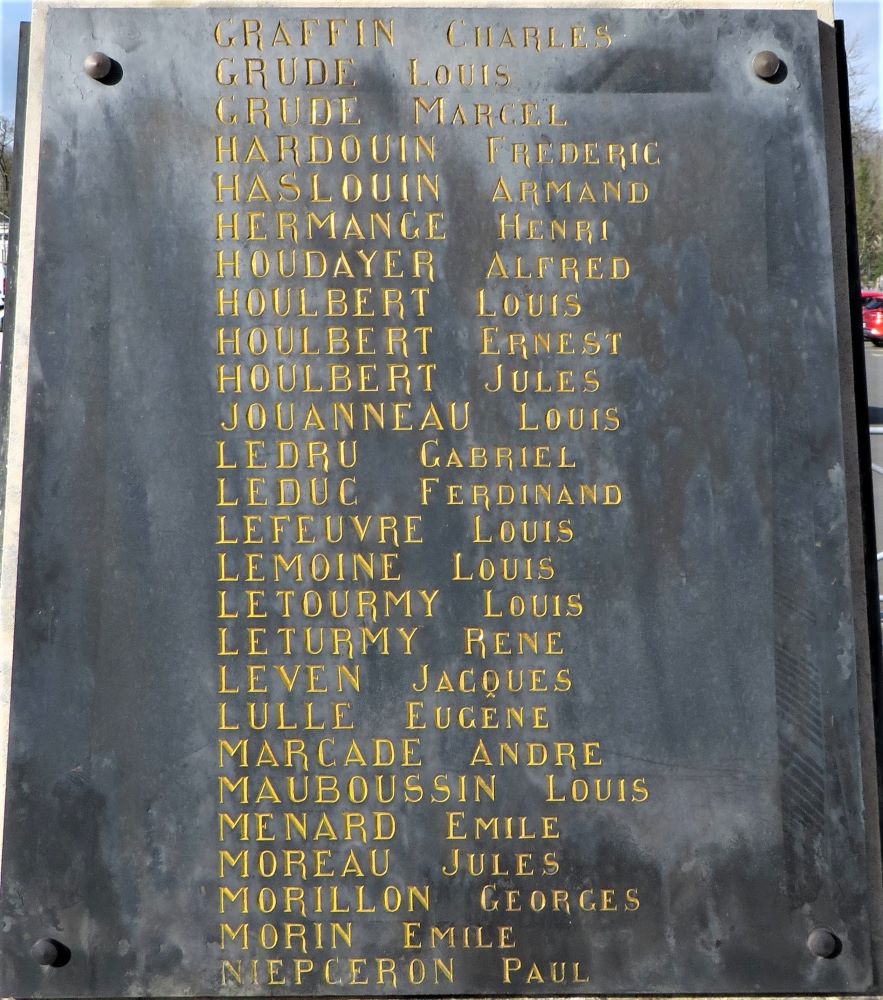 GRAFFIN CHARLES
GRUDE LOUIS
GRUDE MARCEL
HARDOUIN FREDERIC
HASLOUIN ARMAND
HERMANGE HENRI
HOUDAYER ALFRED
HOULBERT LOUIS
HOULBERT ERNEST
HOULBERT JULES
JOUANNEAU LOUIS
LEDRU GABRIEL
LEDUC FERDINAND
LEFEUVRE LOUIS
LEMOINE LOUIS
LETOURMY LOUIS
LETURMY RENE
LEVEN JACQUES
LULLE EUGÊNE
MARCADE ANDRE
MAUBOUSSIN LOUIS
MENARD EMILE
MOREAU JULES
MORILLON GEORGES
MORIN EMILE
NIEPCERON PAUL